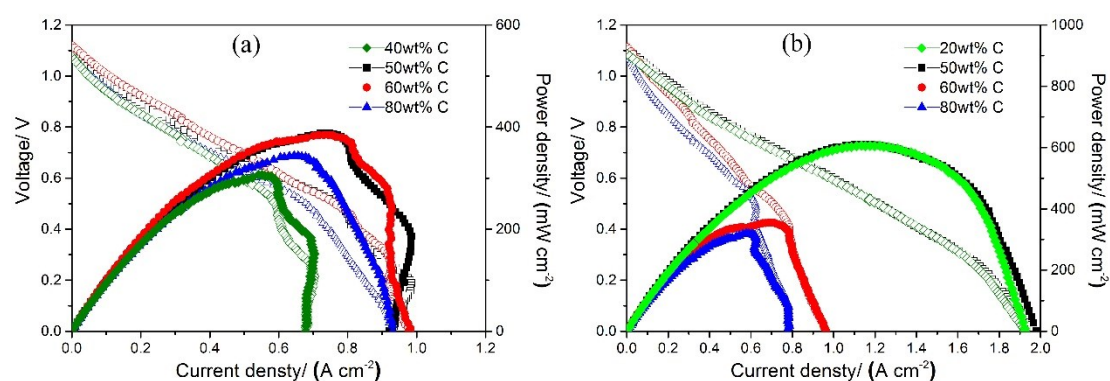 (a)
40wt% C
50wt% C
60wt% C
80wt% C
1.2
1.0
0.8
0.6
0.4
0.2
0.0
Voltage/ V
600
400
200
0
Power density/ (mW cm⁻²)
0.0 0.2 0.4 0.6 0.8 1.0 1.2
Current densty/ (A cm⁻²)
(b)
20wt% C
50wt% C
60wt% C
80wt% C
1.2
1.0
0.8
0.6
0.4
0.2
0.0
Voltage/ V
1000
800
600
400
200
0
Power density/ (mW cm⁻²)
0.0 0.2 0.4 0.6 0.8 1.0 1.2 1.4 1.6 1.8 2.0
Current densty/ (A cm⁻²)